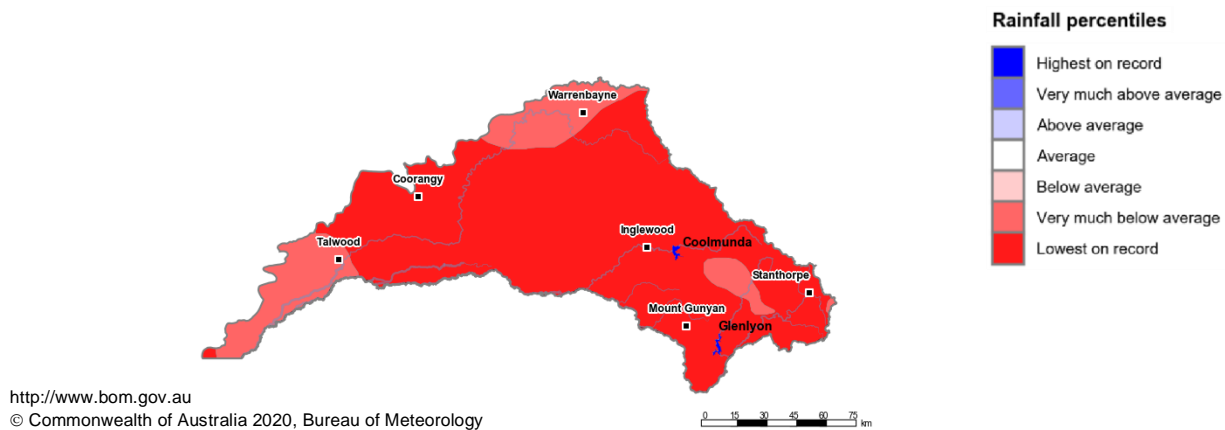 Rainfall percentiles
Highest on record
Very much above average
Above average
Average
Below average
Very much below average
Lowest on record
Warrenbayne
Coorangy
Talwood
Inglewood
Coolmunda
Stanthorpe
Mount Gunyan
Glenlyon
http://www.bom.gov.au
© Commonwealth of Australia 2020, Bureau of Meteorology
0 15 30 45 60 75
km